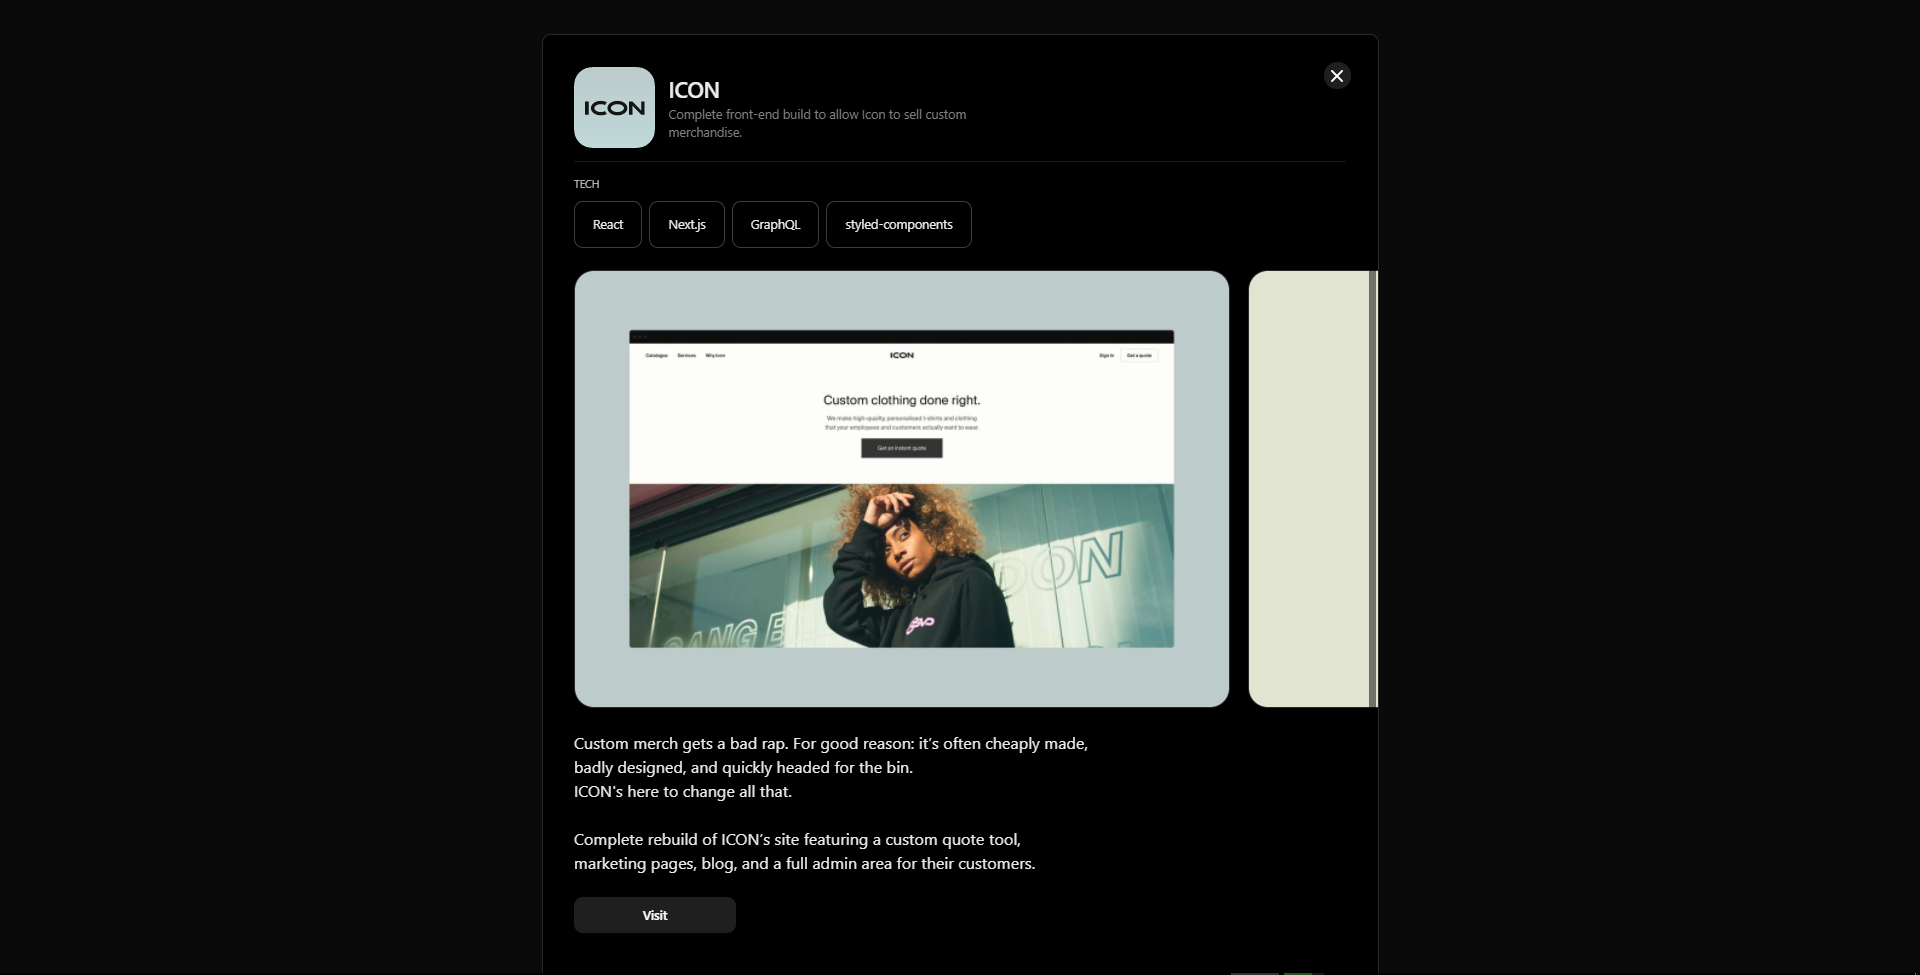 ICON
ICON
Complete front-end build to allow Icon to sell custom
merchandise.
TECH
React
Next.js
GraphQL
styled-components
Catalogue
Services
Why Icon
ICON
Sign In
Get a quote
Custom clothing done right.
We make high-quality, personalised t-shirts and clothing
that your employees and customers actually want to wear.
Get an instant quote
Custom merch gets a bad rap. For good reason: it’s often cheaply made,
badly designed, and quickly headed for the bin.
ICON's here to change all that.
Complete rebuild of ICON’s site featuring a custom quote tool,
marketing pages, blog, and a full admin area for their customers.
Visit